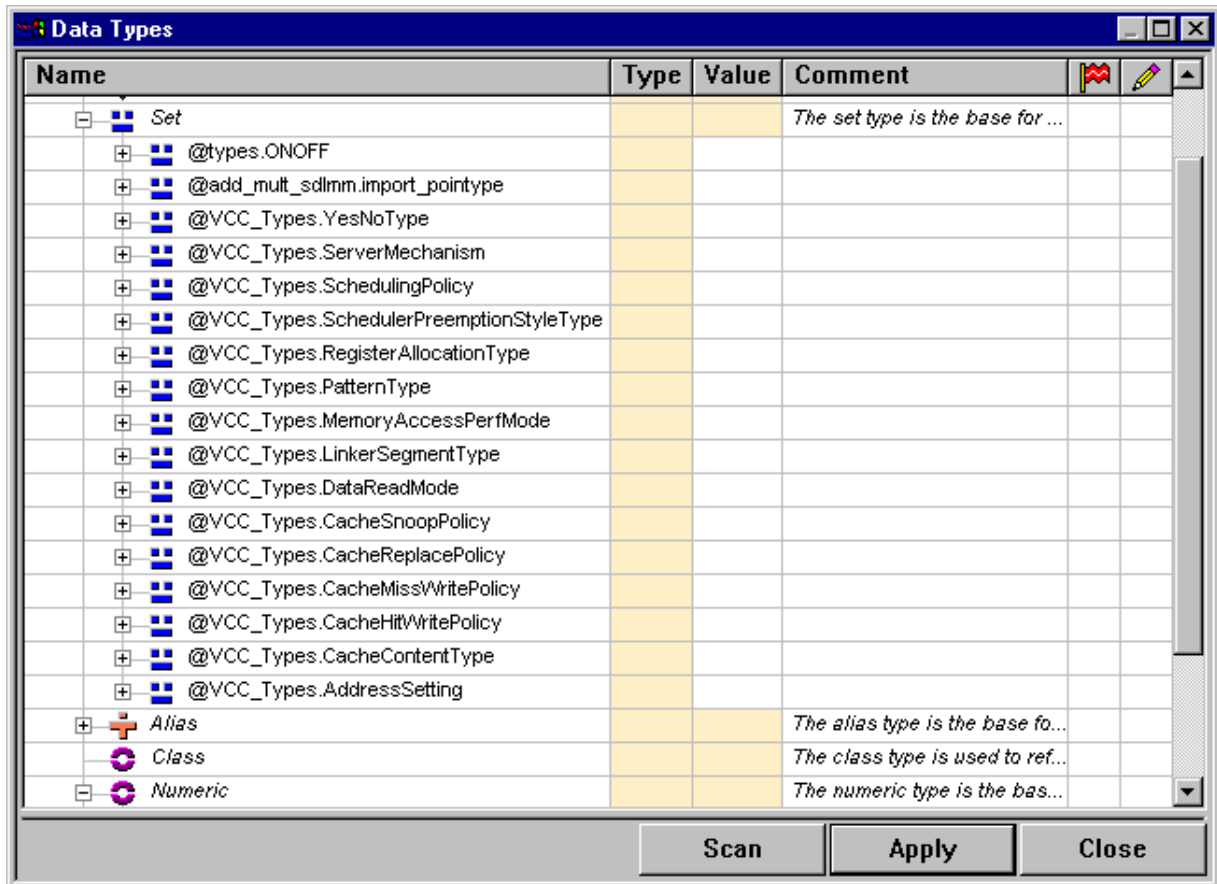 Data Types
Name Type Value Comment
Set The set type is the base for ...
@types.ONOFF
@add_mult_sdlmm.import_pointype
@VCC_Types.YesNoType
@VCC_Types.ServerMechanism
@VCC_Types.SchedulingPolicy
@VCC_Types.SchedulerPreemptionStyleType
@VCC_Types.RegisterAllocationType
@VCC_Types.PatternType
@VCC_Types.MemoryAccessPerfMode
@VCC_Types.LinkerSegmentType
@VCC_Types.DataReadMode
@VCC_Types.CacheSnoopPolicy
@VCC_Types.CacheReplacePolicy
@VCC_Types.CacheMissWritePolicy
@VCC_Types.CacheHitWritePolicy
@VCC_Types.CacheContentType
@VCC_Types.AddressSetting
Alias The alias type is the base fo...
Class The class type is used to ref...
Numeric The numeric type is the bas...
Scan Apply Close